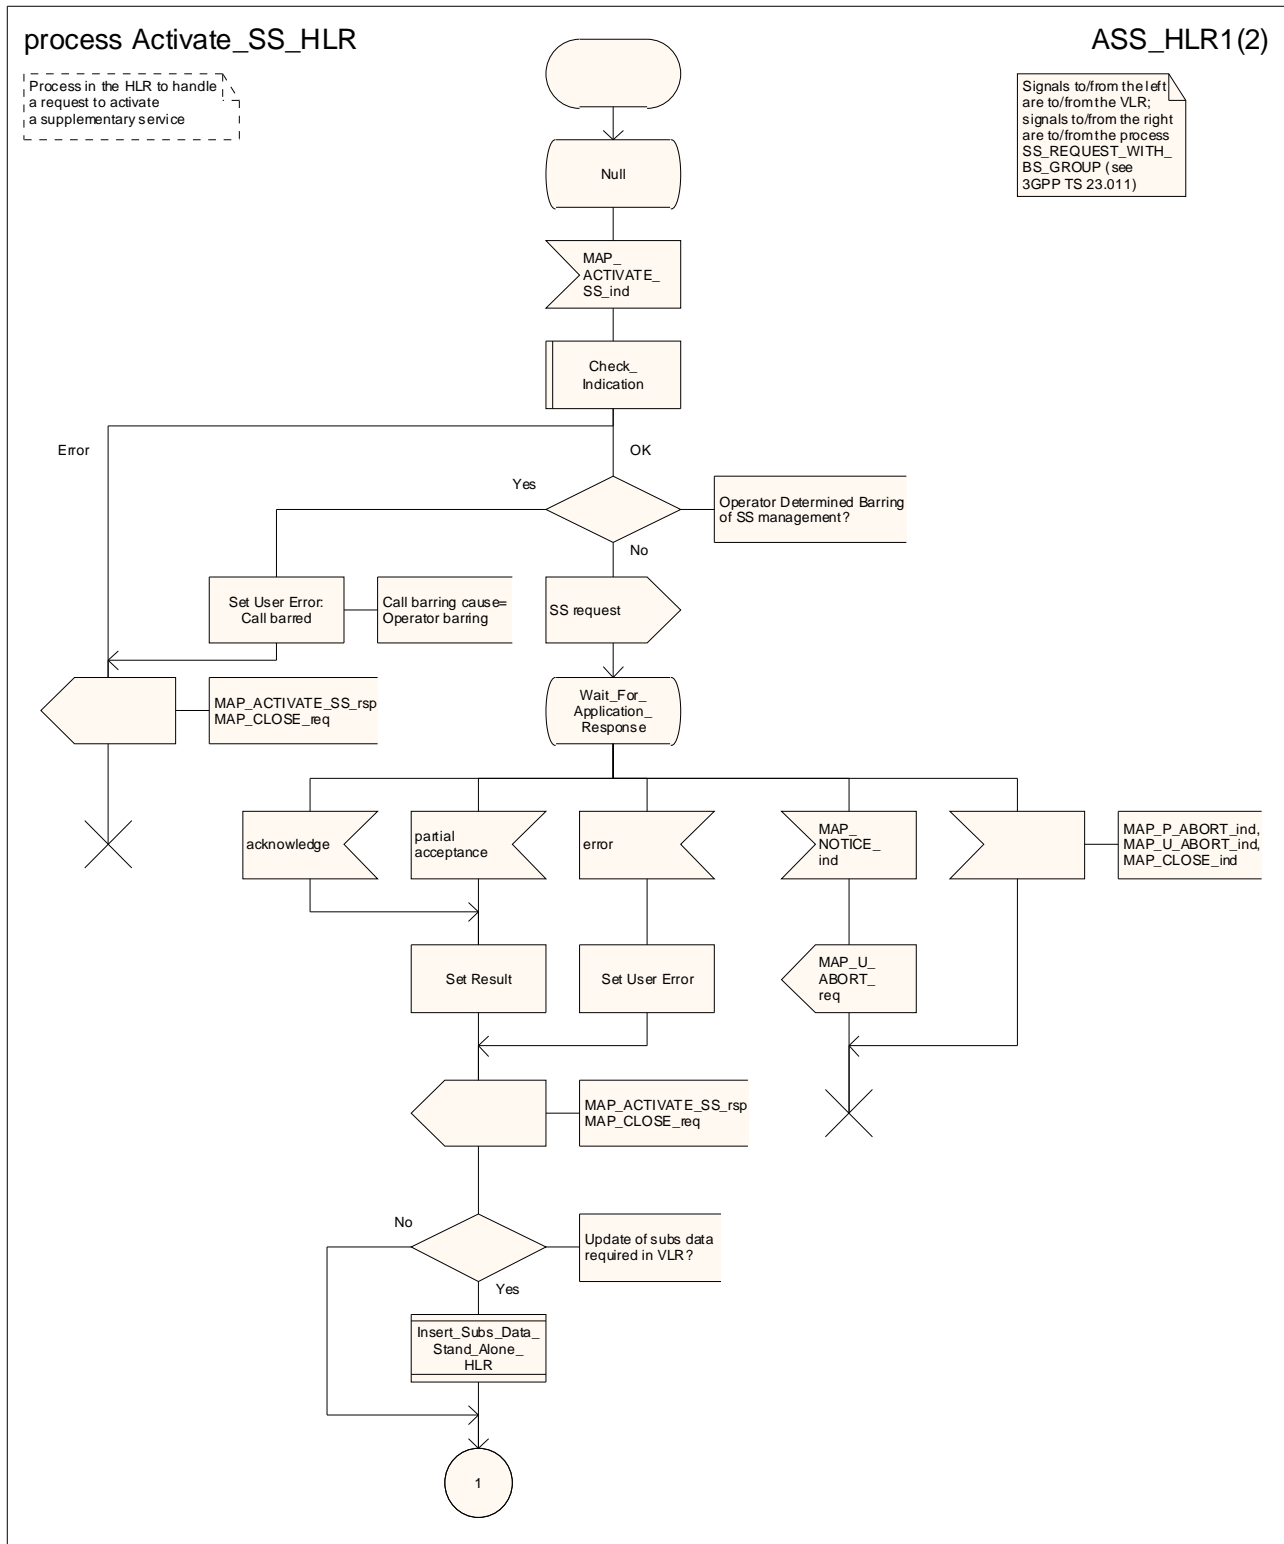 process Activate_SS_HLR
ASS_HLR1(2)
Process in the HLR to handle
a request to activate
a supplementary service
Signals to/from the left
are to/from the VLR;
signals to/from the right
are to/from the process
SS_REQUEST_WITH_
BS_GROUP (see
3GPP TS 23.011)
Null
MAP_
ACTIVATE_
SS_ind
Check_
Indication
Error
OK
Yes
Operator Determined Barring
of SS management?
No
Set User Error:
Call barred
Call barring cause=
Operator barring
SS request
MAP_ACTIVATE_SS_rsp
MAP_CLOSE_req
Wait_For_
Application_
Response
acknowledge
partial
acceptance
error
MAP_
NOTICE_
ind
MAP_P_ABORT_ind,
MAP_U_ABORT_ind,
MAP_CLOSE_ind
Set Result
Set User Error
MAP_U_
ABORT_
req
MAP_ACTIVATE_SS_rsp
MAP_CLOSE_req
No
Update of subs data
required in VLR?
Yes
Insert_Subs_Data_
Stand_Alone_
HLR
1